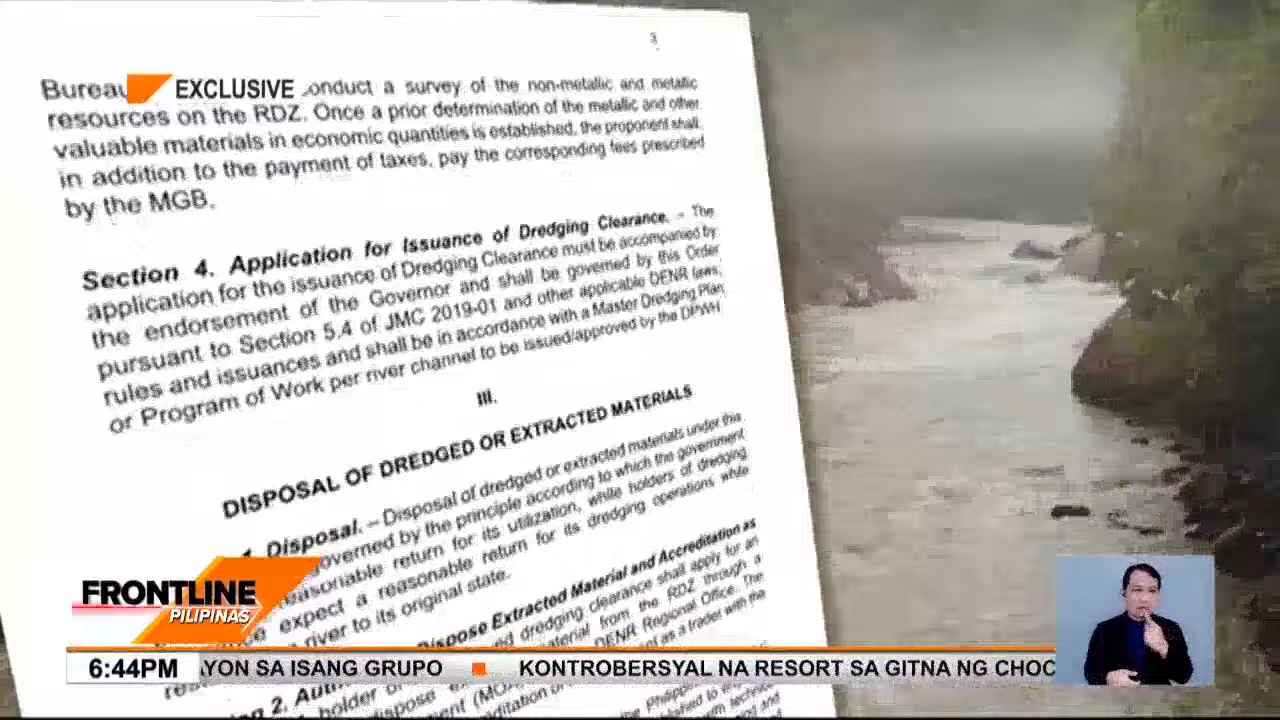 3
Bureau
EXCLUSIVE
conduct a survey of the non-metallic and metallic
resources on the RDZ. Once a prior determination of the metallic and other
valuable materials in economic quantities is established, the proponent shall,
in addition to the payment of taxes, pay the corresponding fees prescribed
by the MGB.
Section 4. Application for Issuance of Dredging Clearance. – The
application for the issuance of Dredging Clearance must be accompanied by
the endorsement of the Governor and shall be governed by this Order
pursuant to Section 5.4 of JMC 2019-01 and other applicable DENR laws,
rules and issuances and shall be in accordance with a Master Dredging Plan
or Program of Work per river channel to be issued/approved by the DPWH
III.
DISPOSAL OF DREDGED OR EXTRACTED MATERIALS
1. Disposal. – Disposal of dredged or extracted materials under this
governed by the principle according to which the government
reasonable return for its utilization, while holders of dredging
expect a reasonable return for its dredging operations while
river to its original state.
Dispose Extracted Material and Accreditation as
dredging clearance shall apply for an
material from the RDZ through a
DENR Regional Office. The
as a trader with the
2.
holder
FRONTLINE
PILIPINAS
6:44PM
AYON SA ISANG GRUPO
KONTROBERSYAL NA RESORT SA GITNA NG CHOC